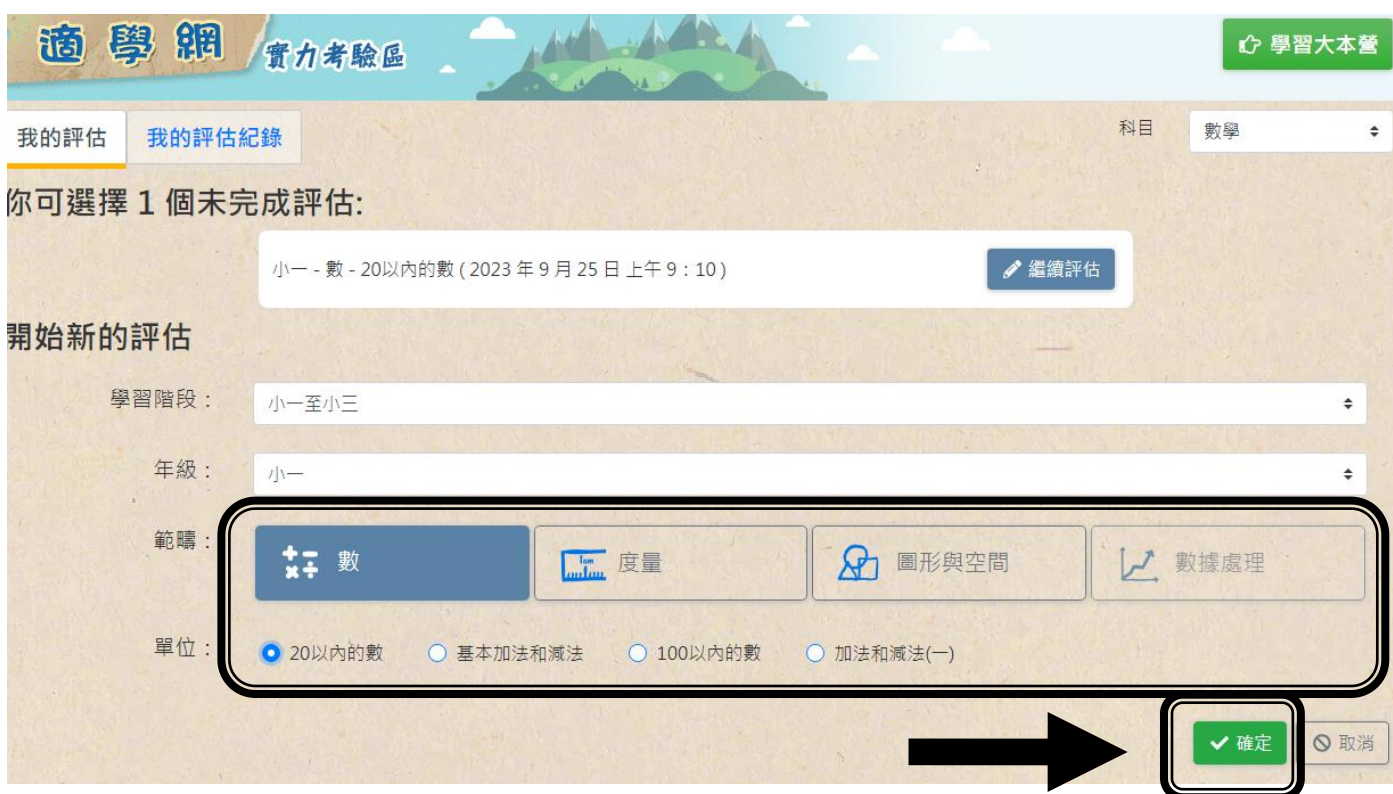 適學網 實力考驗區 學習大本營
我的評估 我的評估紀錄 科目 數學
你可選擇 1 個未完成評估:
小一 - 數 - 20以內的數 ( 2023 年 9 月 25 日 上午 9：10 ) 繼續評估
開始新的評估
學習階段： 小一至小三
年級： 小一
範疇： 數 1cm 度量 圖形與空間 數據處理
單位： 20以內的數 基本加法和減法 100以內的數 加法和減法(一)
確定 取消